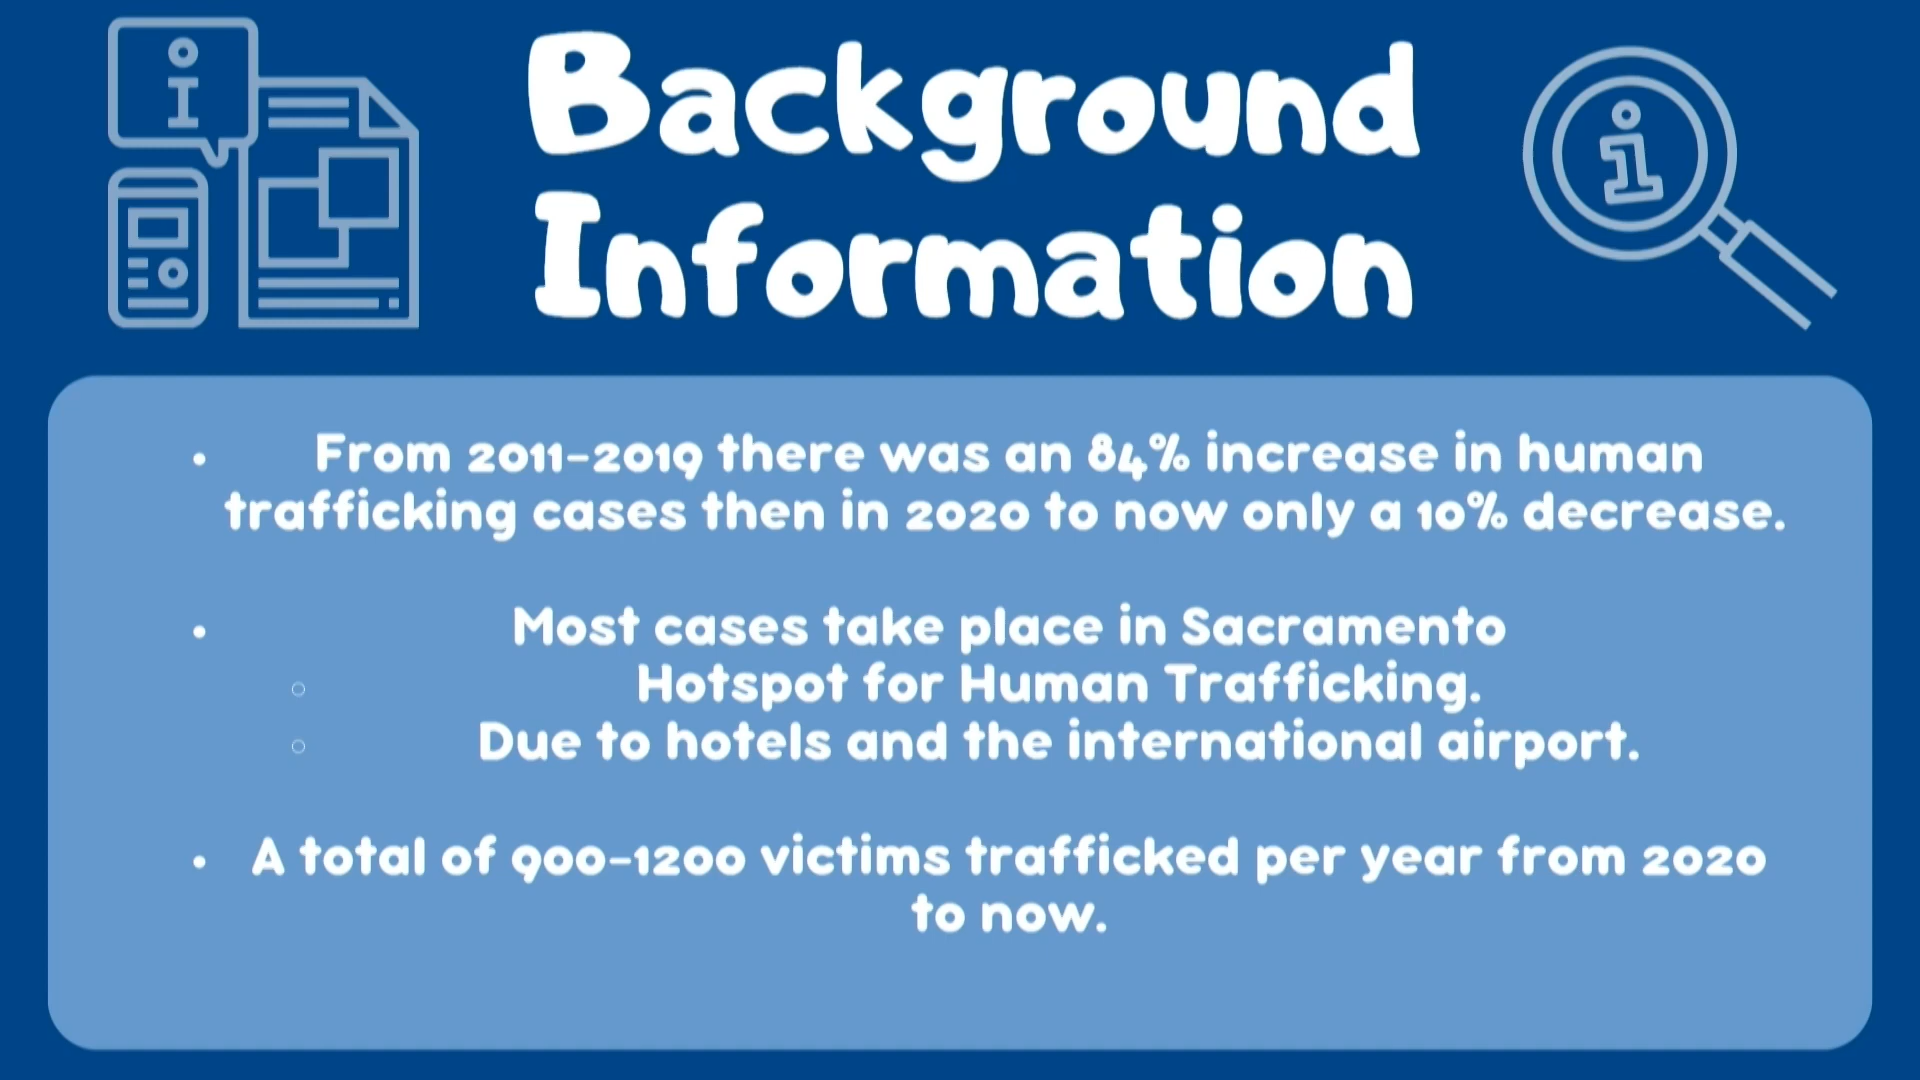 Background
Information
• From 2011-2019 there was an 84% increase in human
trafficking cases then in 2020 to now only a 10% decrease.
• Most cases take place in Sacramento
○ Hotspot for Human Trafficking.
○ Due to hotels and the international airport.
• A total of 900-1200 victims trafficked per year from 2020
to now.